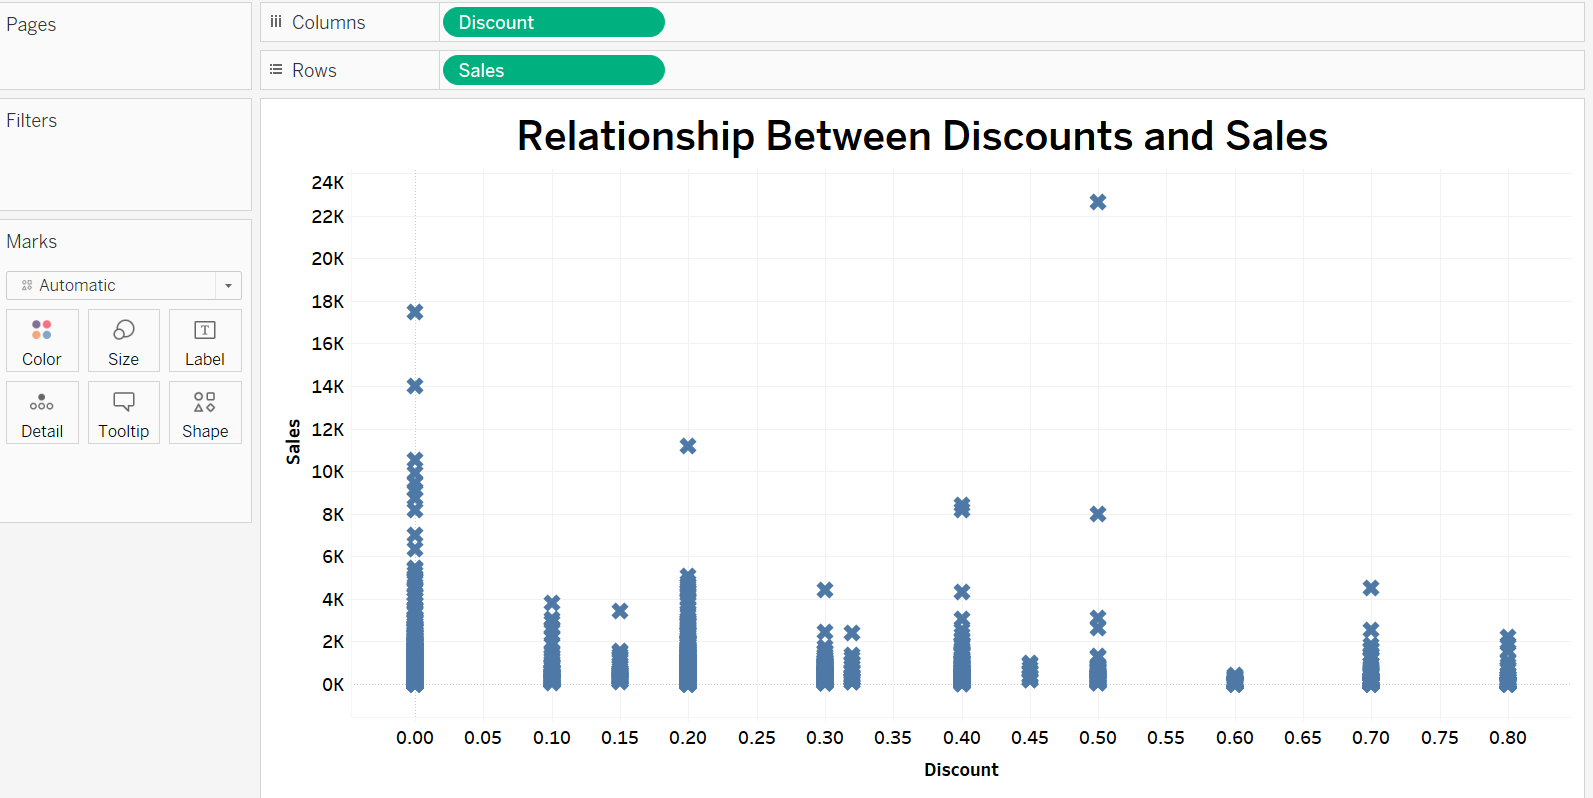 Pages
Columns
Discount
Rows
Sales
Filters
Marks
Automatic
Color
Size
T
Label
Detail
Tooltip
Shape
Relationship Between Discounts and Sales
24K
22K
20K
18K
16K
14K
12K
10K
8K
6K
4K
2K
0K
Sales
0.00 0.05 0.10 0.15 0.20 0.25 0.30 0.35 0.40 0.45 0.50 0.55 0.60 0.65 0.70 0.75 0.80
Discount